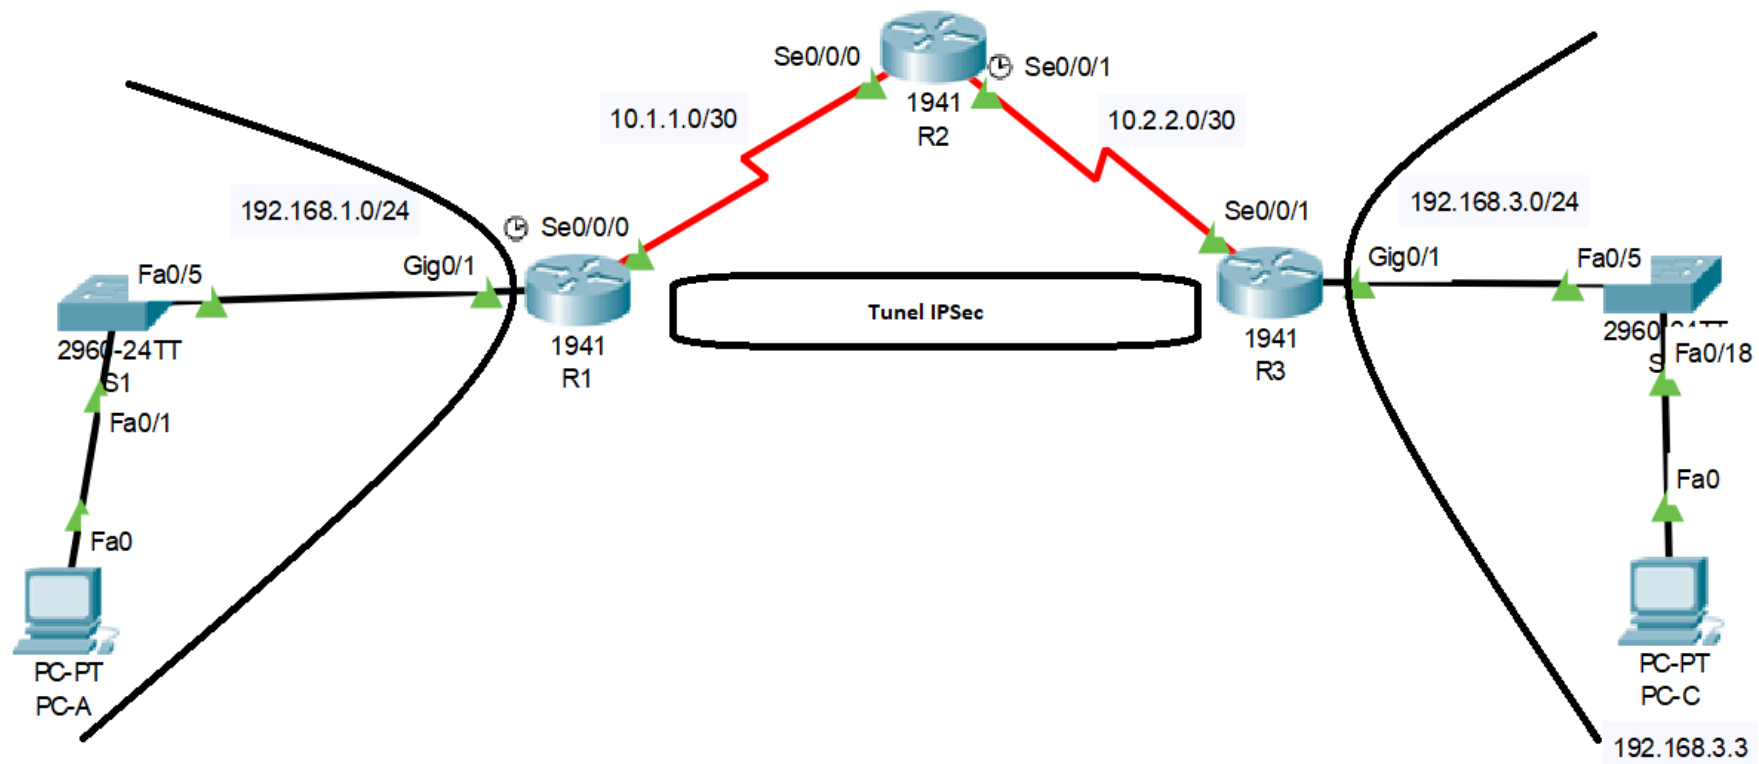 Se0/0/0
Se0/0/1
1941
R2
10.1.1.0/30
10.2.2.0/30
192.168.1.0/24
Se0/0/0
Se0/0/1
192.168.3.0/24
Fa0/5
Gig0/1
Gig0/1
Fa0/5
Tunel IPSec
1941
R1
1941
R3
2960-24TT
S1
Fa0/1
Fa0
PC-PT
PC-A
2960-24TT
S
Fa0/18
Fa0
PC-PT
PC-C
192.168.3.3